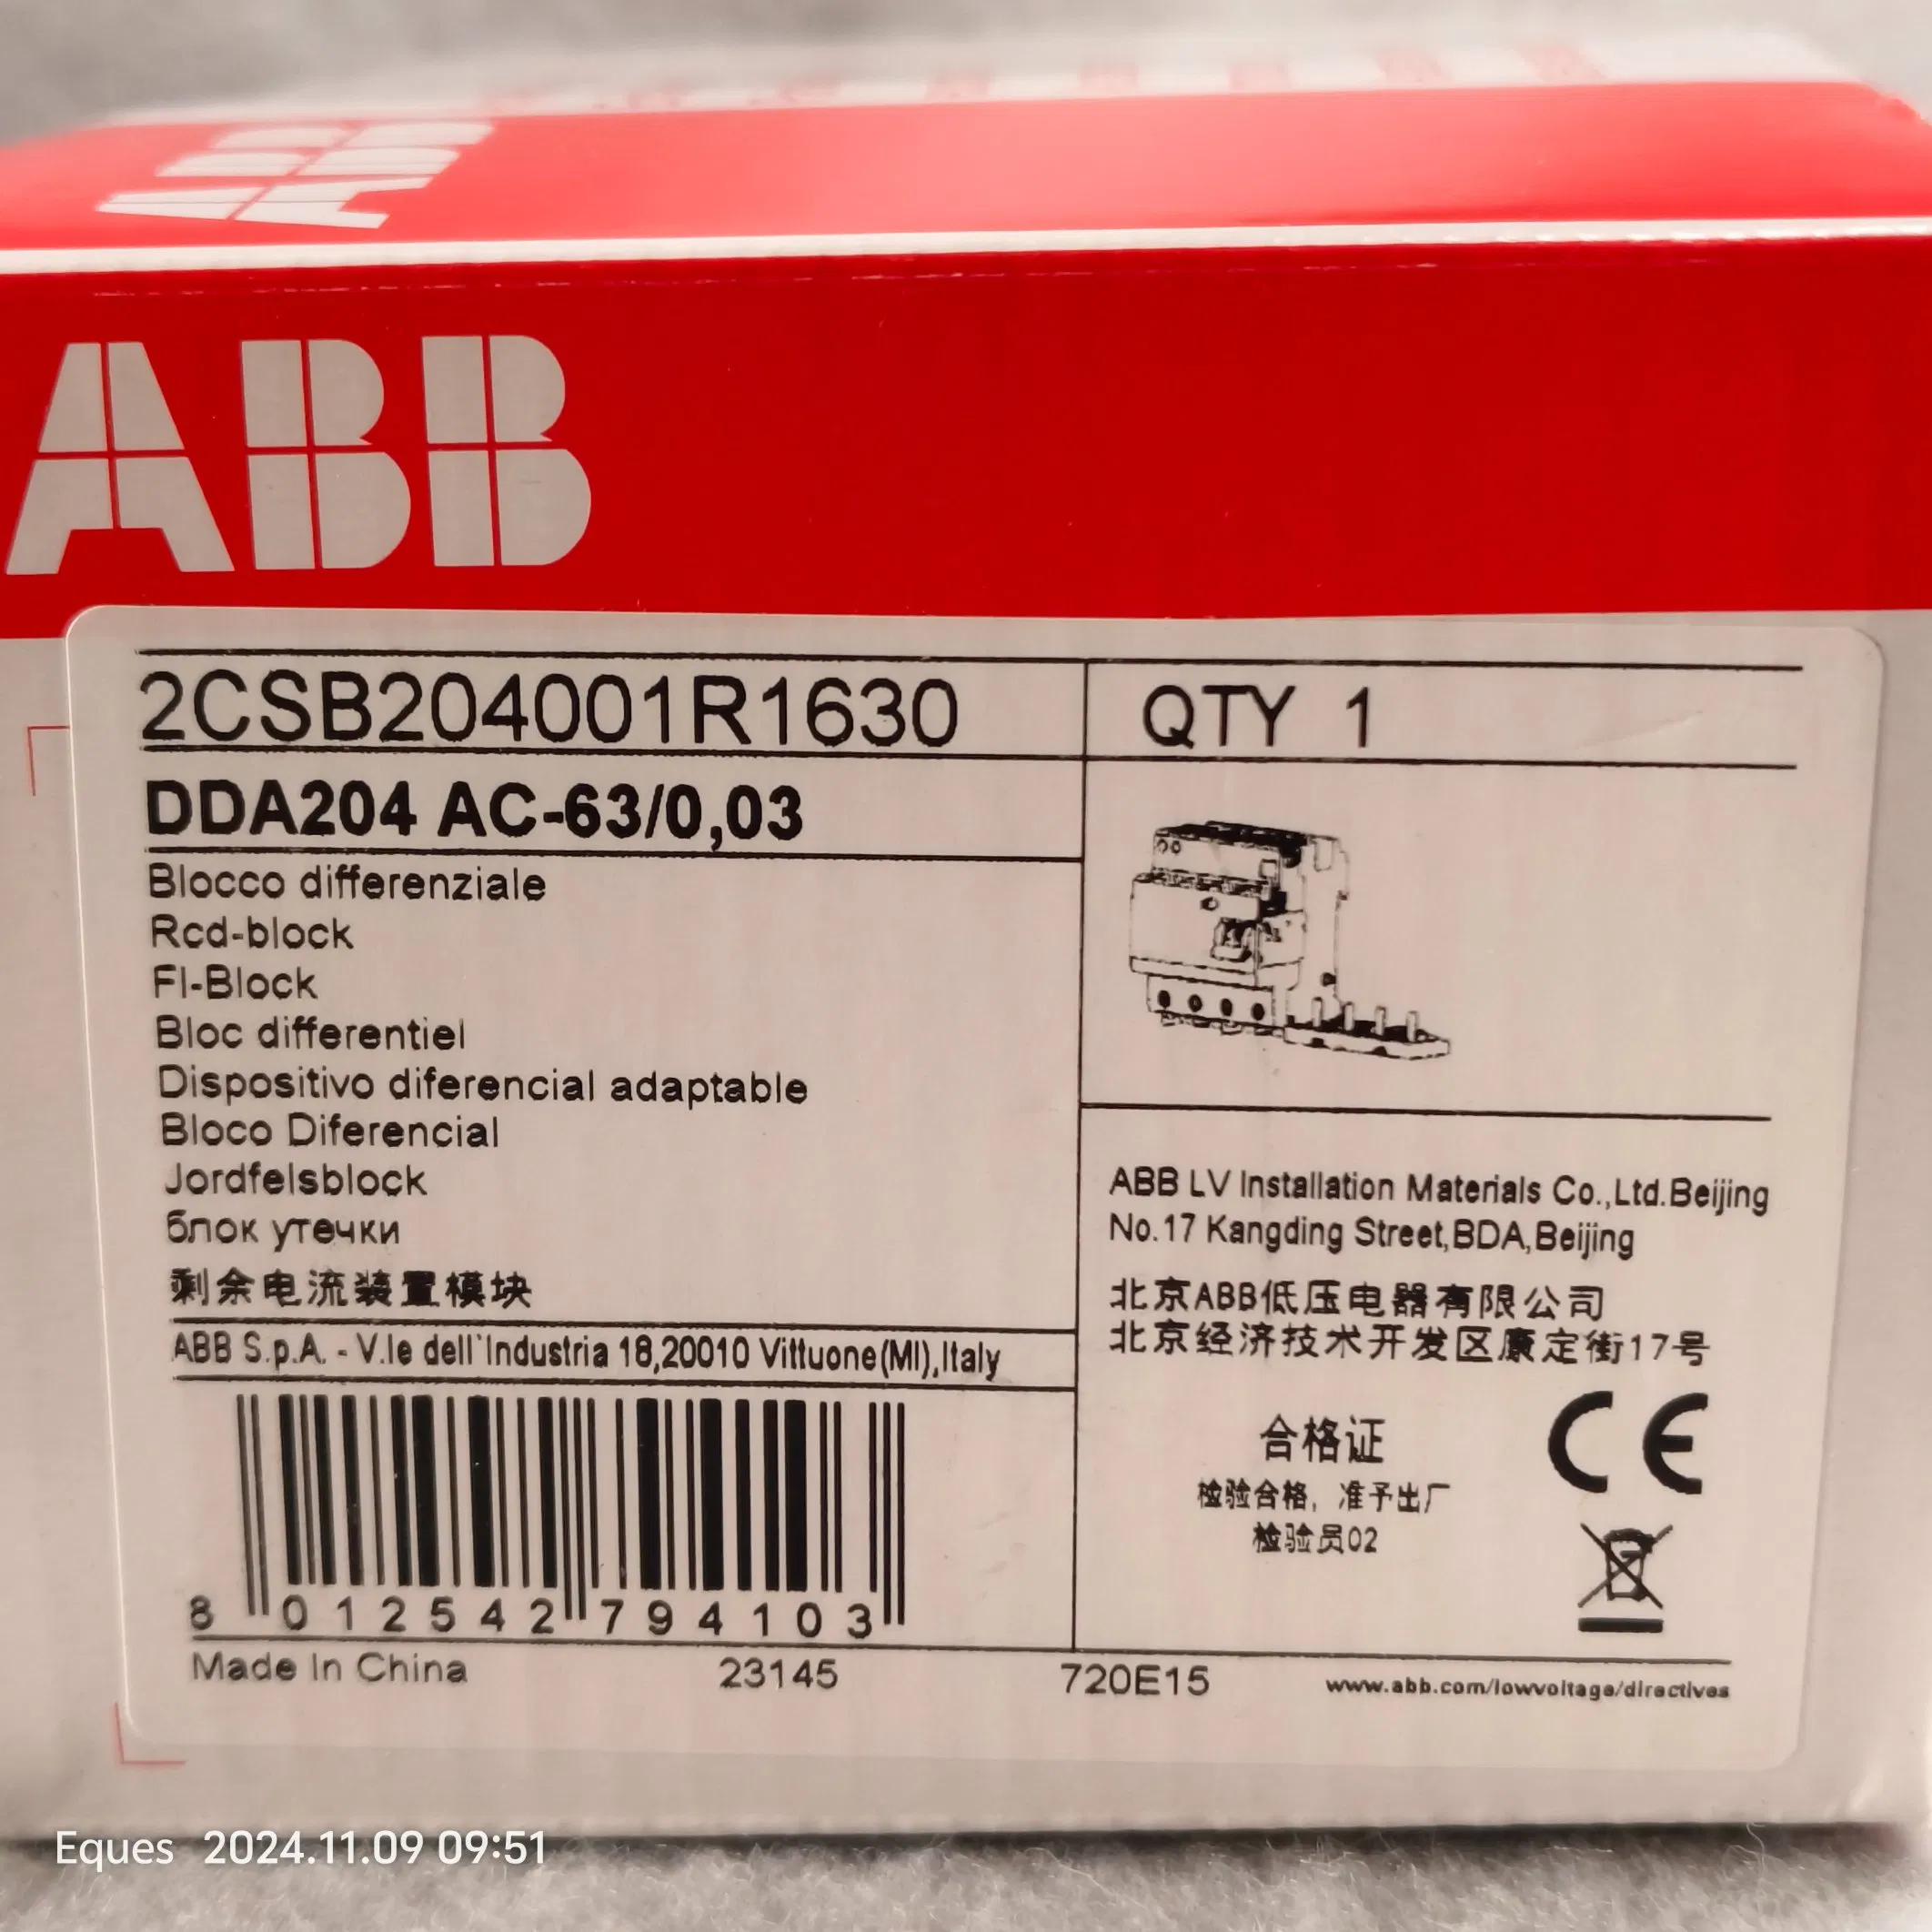 ABB
ABB
2CSB204001R1630
QTY 1
DDA204 AC-63/0,03
Blocco differenziale
Rcd-block
FI-Block
Bloc differentiel
Dispositivo diferencial adaptable
Bloco Diferencial
Jordfelsblock
блок утечки
剩余电流装置模块
ABB S.p.A. - V.le dell`Industria 18,20010 Vittuone(MI),Italy
8 012542 794103
ABB LV Installation Materials Co.,Ltd.Beijing
No.17 Kangding Street,BDA,Beijing
北京ABB低压电器有限公司
北京经济技术开发区康定街17号
合格证
检验合格，准予出厂
检验员02
CE
Made In China 23145 720E15 www.abb.com/lowvoltage/directives
Eques 2024.11.09 09:51